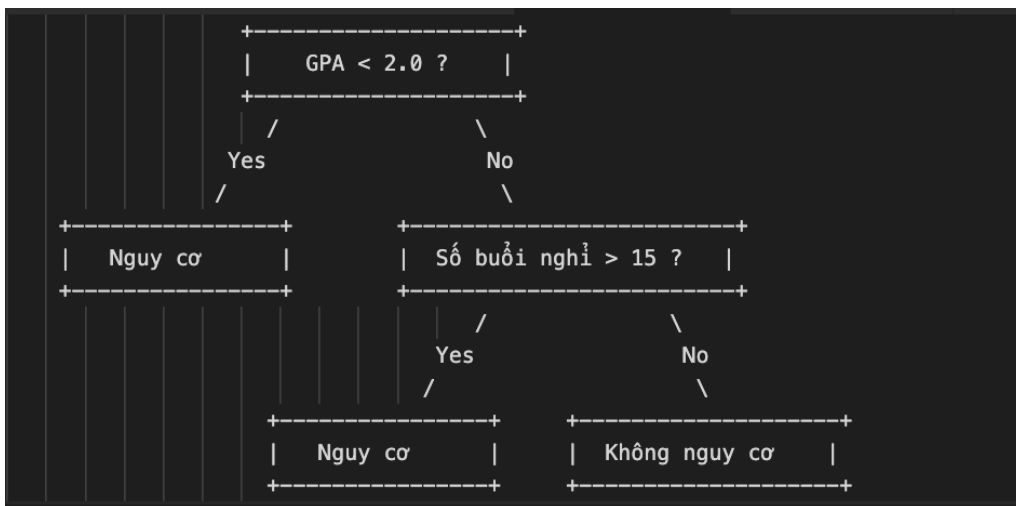 +--------------------+
|    GPA < 2.0 ?    |
+--------------------+
/ \
Yes No
/ \
+----------------+ +-------------------------+
| Nguy cơ | | Số buổi nghỉ > 15 ? |
+----------------+ +-------------------------+
/ \
Yes No
/ \
+----------------+ +--------------------+
| Nguy cơ | | Không nguy cơ |
+----------------+ +--------------------+